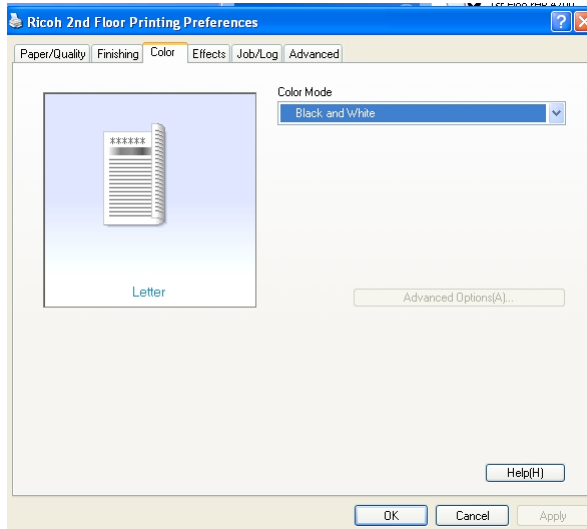 Ricoh 2nd Floor Printing Preferences
Paper/Quality Finishing Color Effects Job/Log Advanced
Color Mode
Black and White
******
Letter
Advanced Options(A)...
Help(H)
OK Cancel Apply